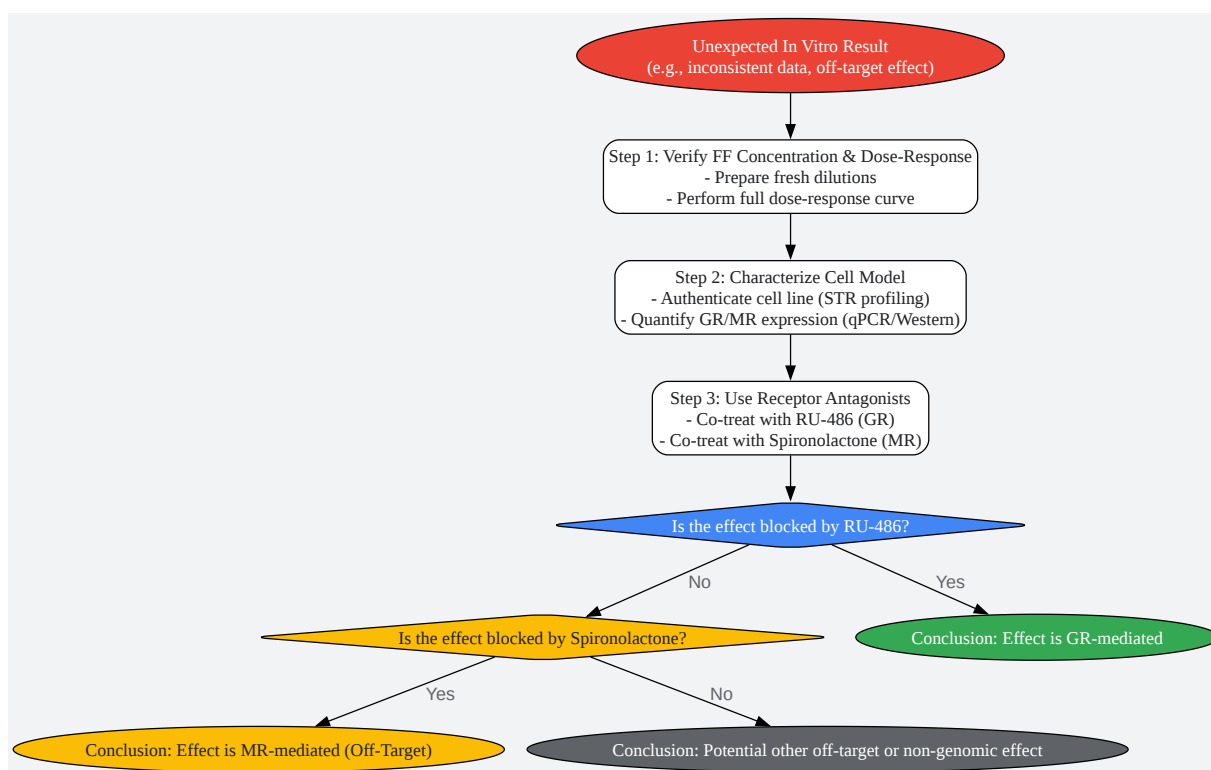 Unexpected In Vitro Result
(e.g., inconsistent data, off-target effect)
Step 1: Verify FF Concentration & Dose-Response
- Prepare fresh dilutions
- Perform full dose-response curve
Step 2: Characterize Cell Model
- Authenticate cell line (STR profiling)
- Quantify GR/MR expression (qPCR/Western)
Step 3: Use Receptor Antagonists
- Co-treat with RU-486 (GR)
- Co-treat with Spironolactone (MR)
Is the effect blocked by RU-486?
No
Yes
Is the effect blocked by Spironolactone?
Conclusion: Effect is GR-mediated
Yes
No
Conclusion: Effect is MR-mediated (Off-Target)
Conclusion: Potential other off-target or non-genomic effect